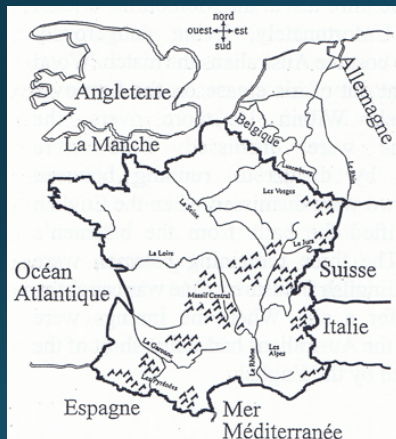 nord
ouest est
sud
Angleterre
Allemagne
La Manche
Belgique
Luxembourg
Le Rhin
La Seine
Les Vosges
La Loire
Le Jura
Océan
Atlantique
Suisse
Massif Central
Italie
La Garonne
Le Rhône
Les
Alpes
Les Pyrénées
Espagne
Mer
Méditerranée